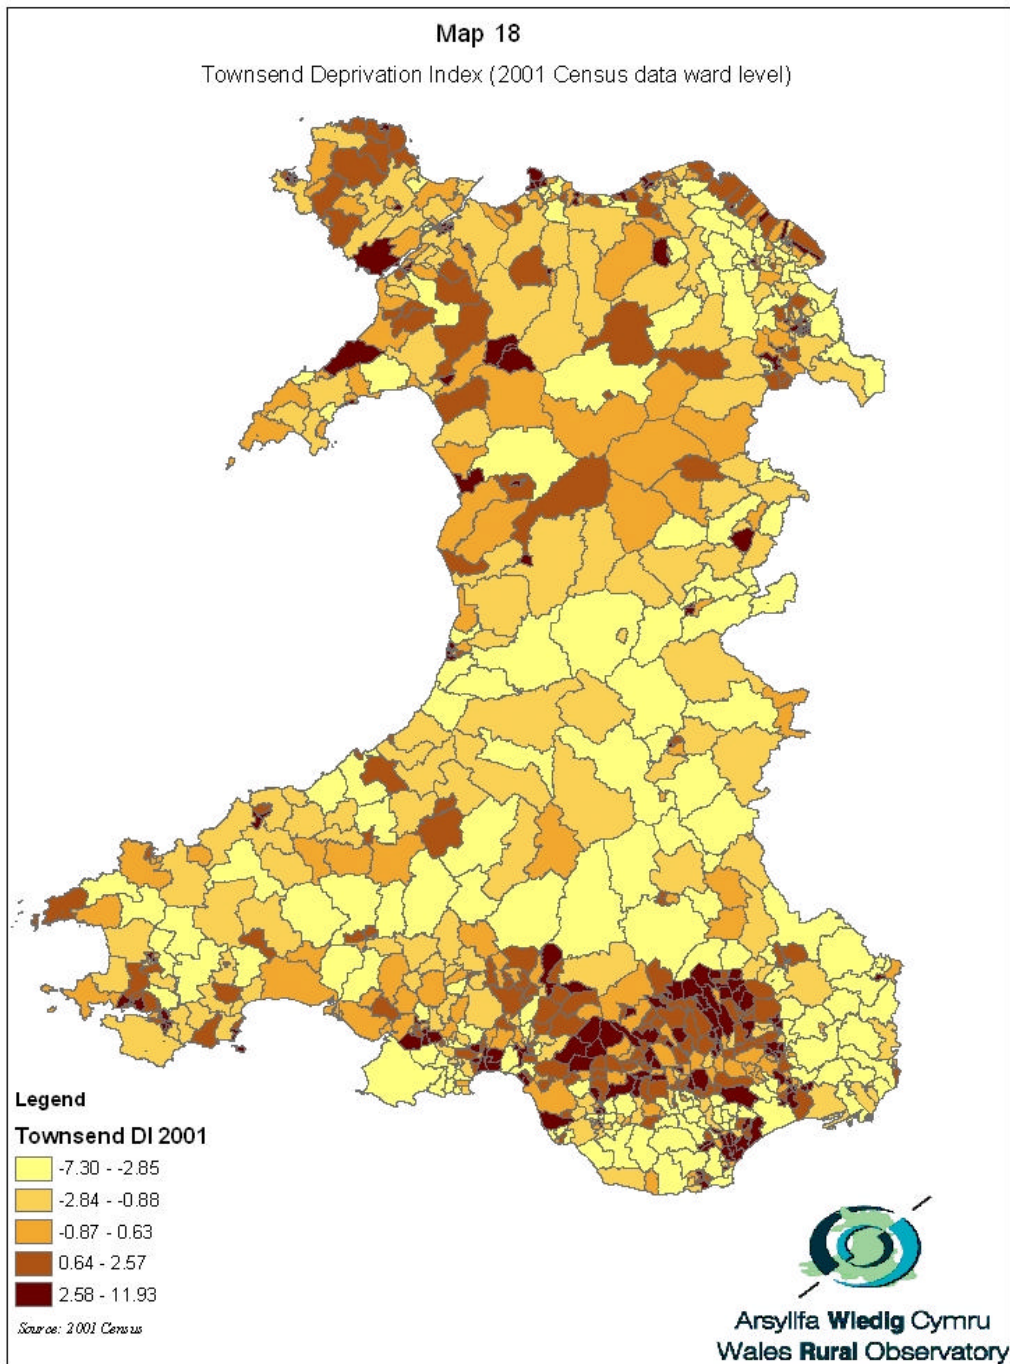 Map 18
Townsend Deprivation Index (2001 Census data ward level)
Legend
Townsend DI 2001
-7.30 - -2.85
-2.84 - -0.88
-0.87 - 0.63
0.64 - 2.57
2.58 - 11.93
Source: 2001 Census
Arsyllfa Wledig Cymru
Wales Rural Observatory